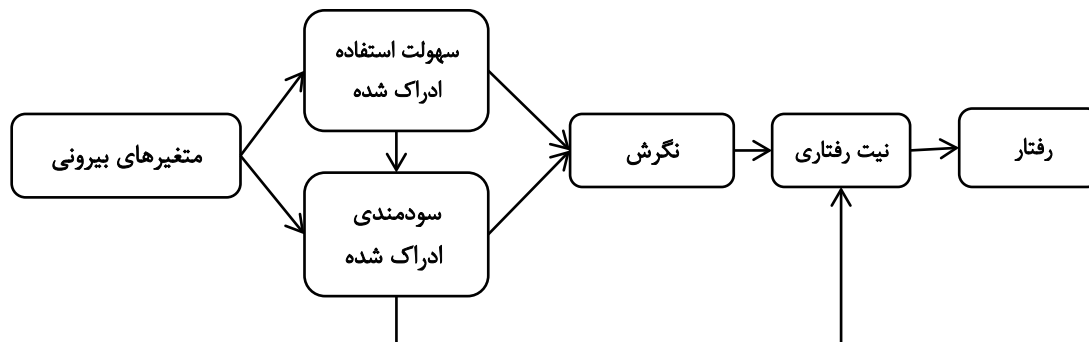 سهولت استفاده
ادراک شده
متغیرهای بیرونی
سودمندی
ادراک شده
نگرش
نیت رفتاری
رفتار